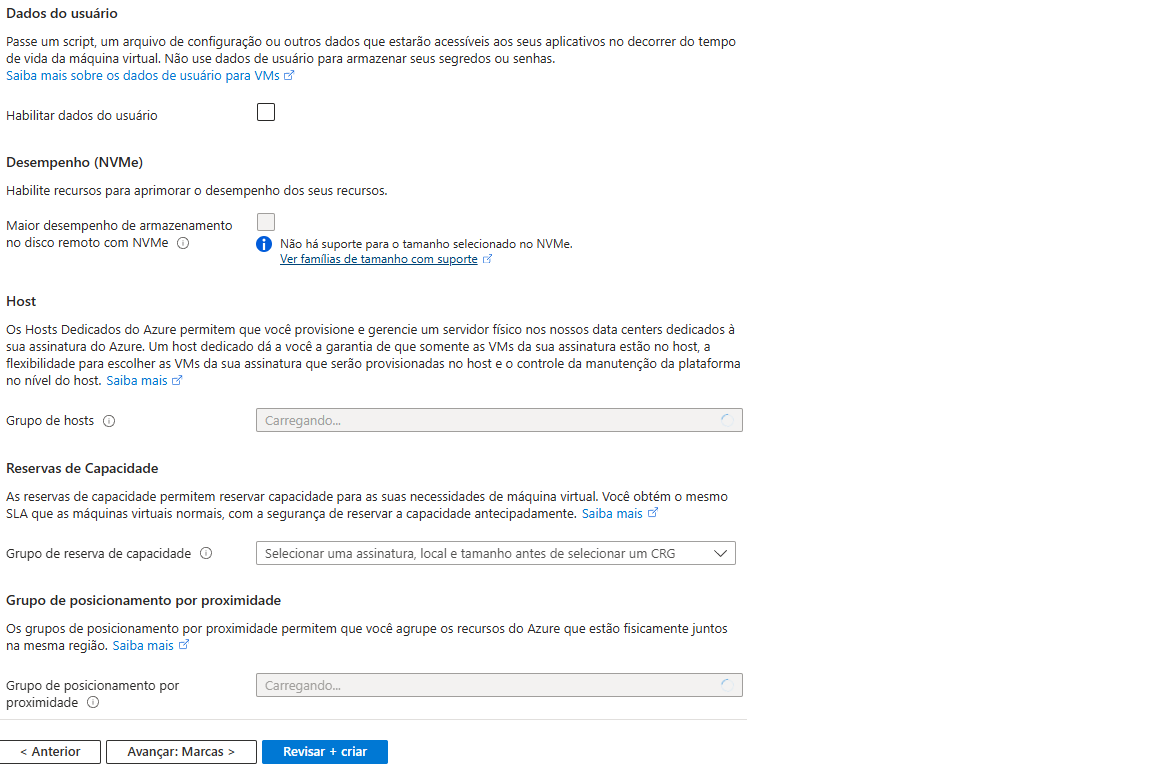 Dados do usuário
Passe um script, um arquivo de configuração ou outros dados que estarão acessíveis aos seus aplicativos no decorrer do tempo
de vida da máquina virtual. Não use dados de usuário para armazenar seus segredos ou senhas.
Saiba mais sobre os dados de usuário para VMs
Habilitar dados do usuário
Desempenho (NVMe)
Habilite recursos para aprimorar o desempenho dos seus recursos.
Maior desempenho de armazenamento
no disco remoto com NVMe
Não há suporte para o tamanho selecionado no NVMe.
Ver famílias de tamanho com suporte
Host
Os Hosts Dedicados do Azure permitem que você provisione e gerencie um servidor físico nos nossos data centers dedicados à
sua assinatura do Azure. Um host dedicado dá a você a garantia de que somente as VMs da sua assinatura estão no host, a
flexibilidade para escolher as VMs da sua assinatura que serão provisionadas no host e o controle da manutenção da plataforma
no nível do host. Saiba mais
Grupo de hosts
Carregando...
Reservas de Capacidade
As reservas de capacidade permitem reservar capacidade para as suas necessidades de máquina virtual. Você obtém o mesmo
SLA que as máquinas virtuais normais, com a segurança de reservar a capacidade antecipadamente. Saiba mais
Grupo de reserva de capacidade
Selecionar uma assinatura, local e tamanho antes de selecionar um CRG
Grupo de posicionamento por proximidade
Os grupos de posicionamento por proximidade permitem que você agrupe os recursos do Azure que estão fisicamente juntos
na mesma região. Saiba mais
Grupo de posicionamento por
proximidade
Carregando...
< Anterior
Avançar: Marcas >
Revisar + criar